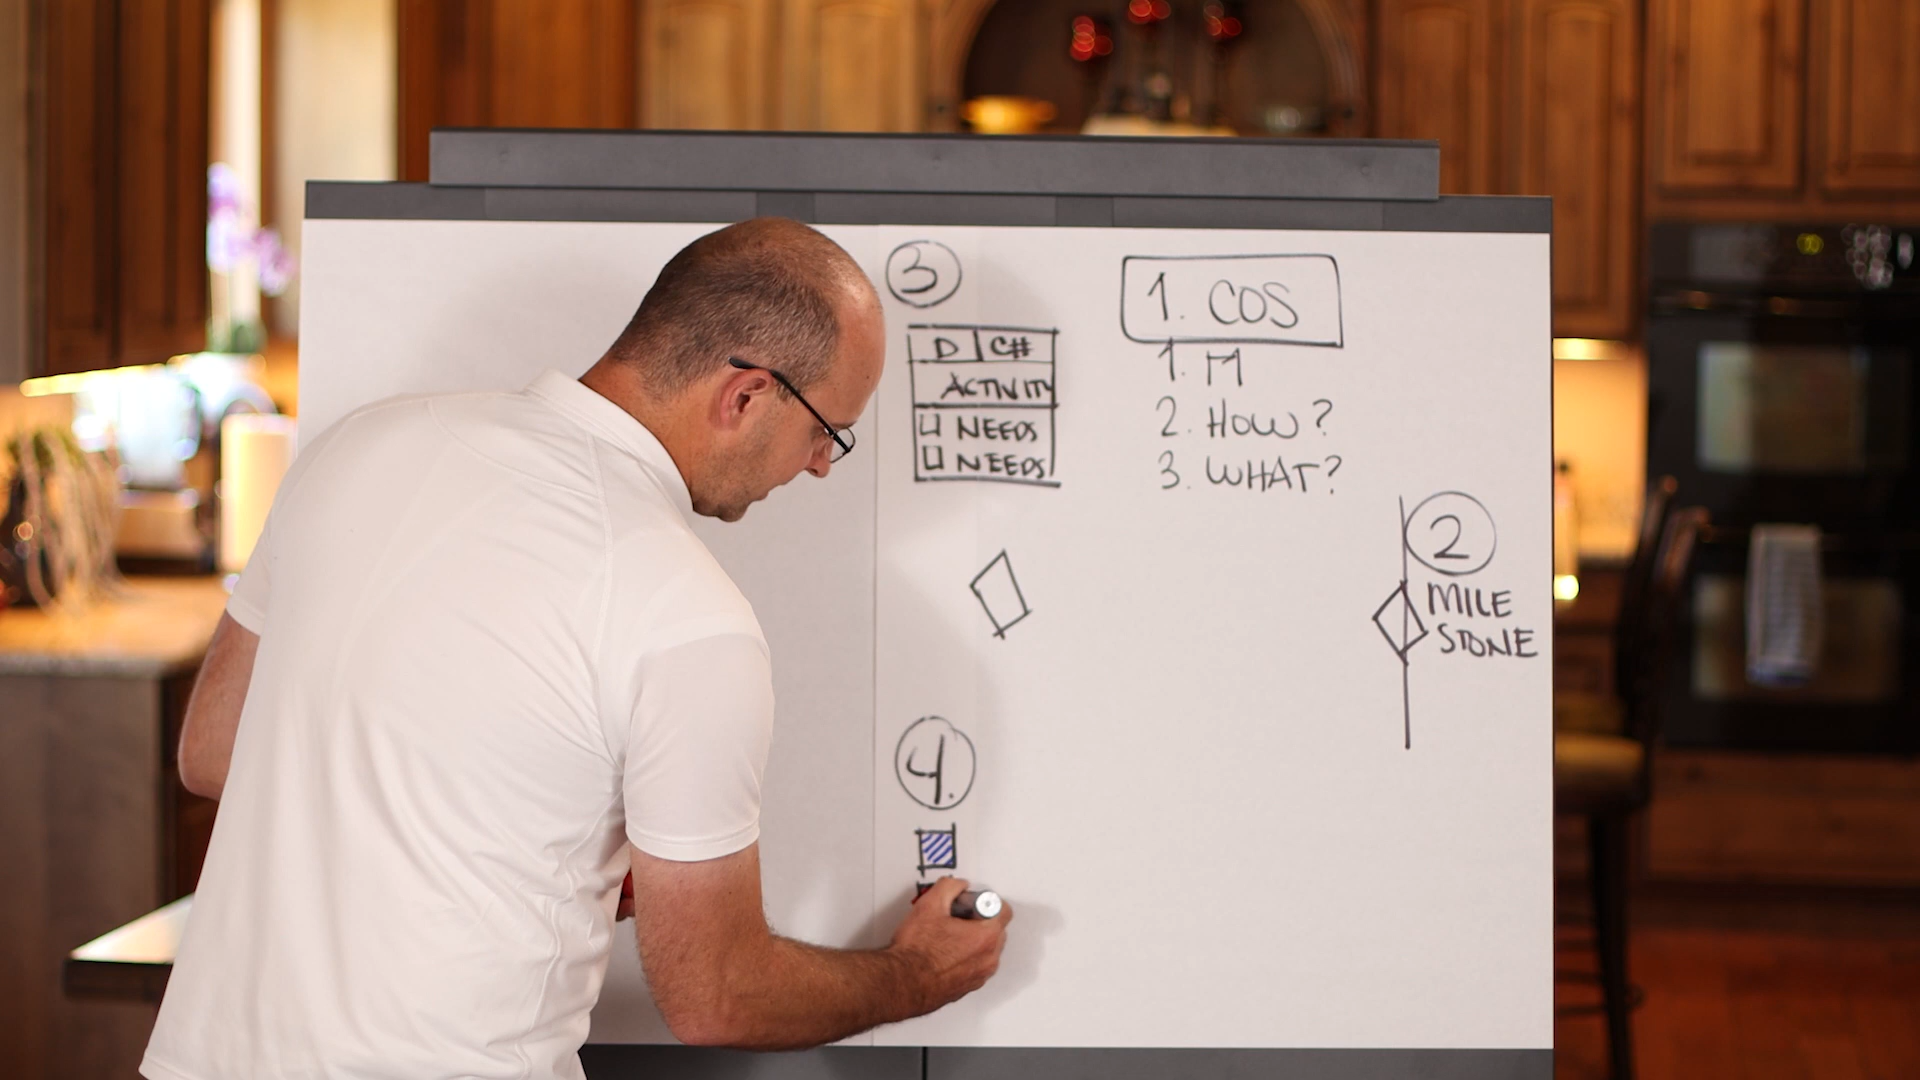 3
D C#
ACTIVITY
NEEDS
NEEDS
1. COS
1.
2. HOW?
3. WHAT?
2
MILE
STONE
4.